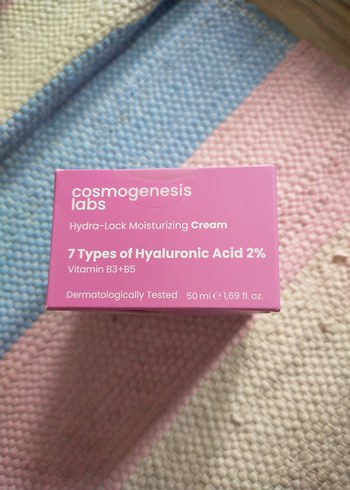 cosmogenesis
labs
Hydra-Lock Moisturizing Cream
7 Types of Hyaluronic Acid 2%
Vitamin B3+B5
Dermatologically Tested 50 ml ℮ 1,69 fl. oz.